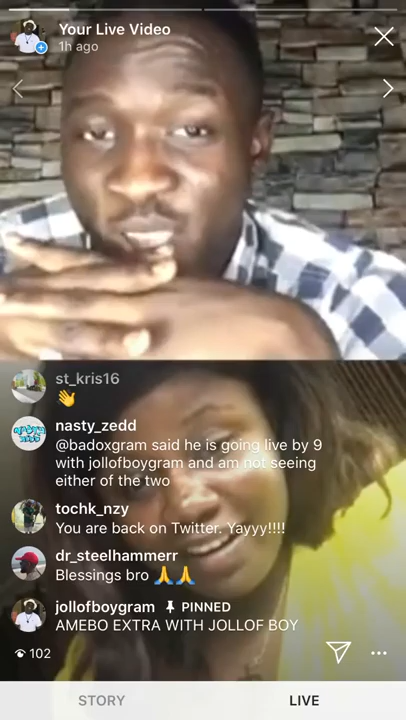 Your Live Video
1h ago
st_kris16
👋
nasty_zedd
@badoxgram said he is going live by 9
with jollofboygram and am not seeing
either of the two
tochk_nzy
You are back on Twitter. Yayyy!!!!
dr_steelhammerr
Blessings bro 🙏🙏
jollofboygram PINNED
AMEBO EXTRA WITH JOLLOF BOY
102
STORY LIVE